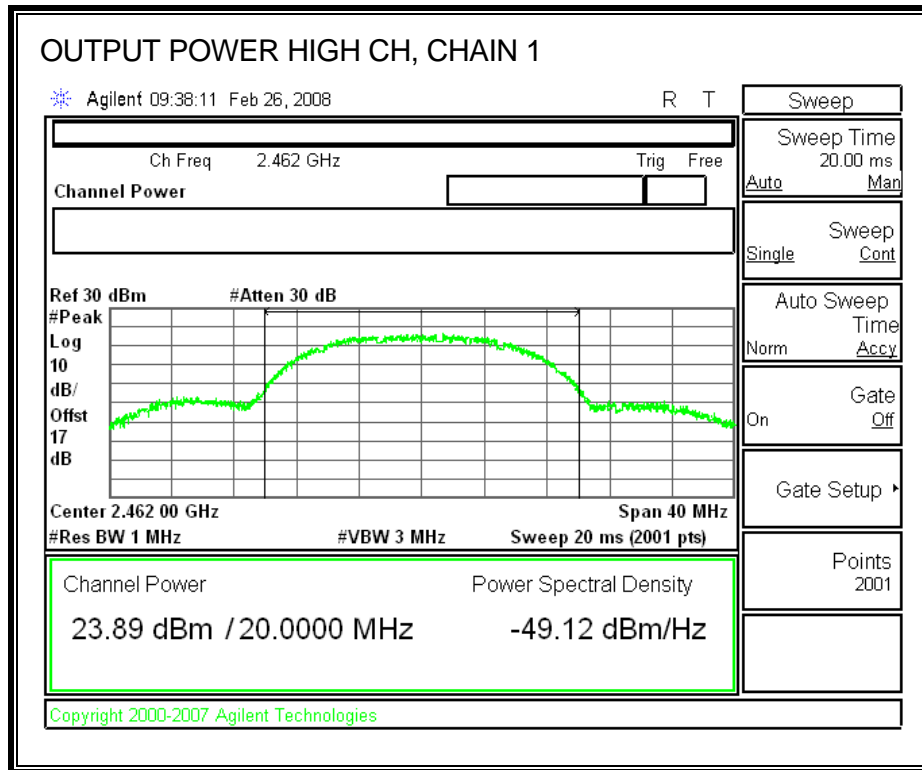 OUTPUT POWER HIGH CH, CHAIN 1
Agilent 09:38:11 Feb 26, 2008 R T
Ch Freq 2.462 GHz Trig Free
Channel Power
Ref 30 dBm #Atten 30 dB
#Peak
Log
10
dB/
Offst
17
dB
Center 2.462 00 GHz Span 40 MHz
#Res BW 1 MHz #VBW 3 MHz Sweep 20 ms (2001 pts)
Channel Power Power Spectral Density
23.89 dBm / 20.0000 MHz -49.12 dBm/Hz
Copyright 2000-2007 Agilent Technologies
Sweep
Sweep Time
20.00 ms
Auto Man
Sweep
Single Cont
Auto Sweep
Time
Norm Accy
Gate
On Off
Gate Setup
Points
2001